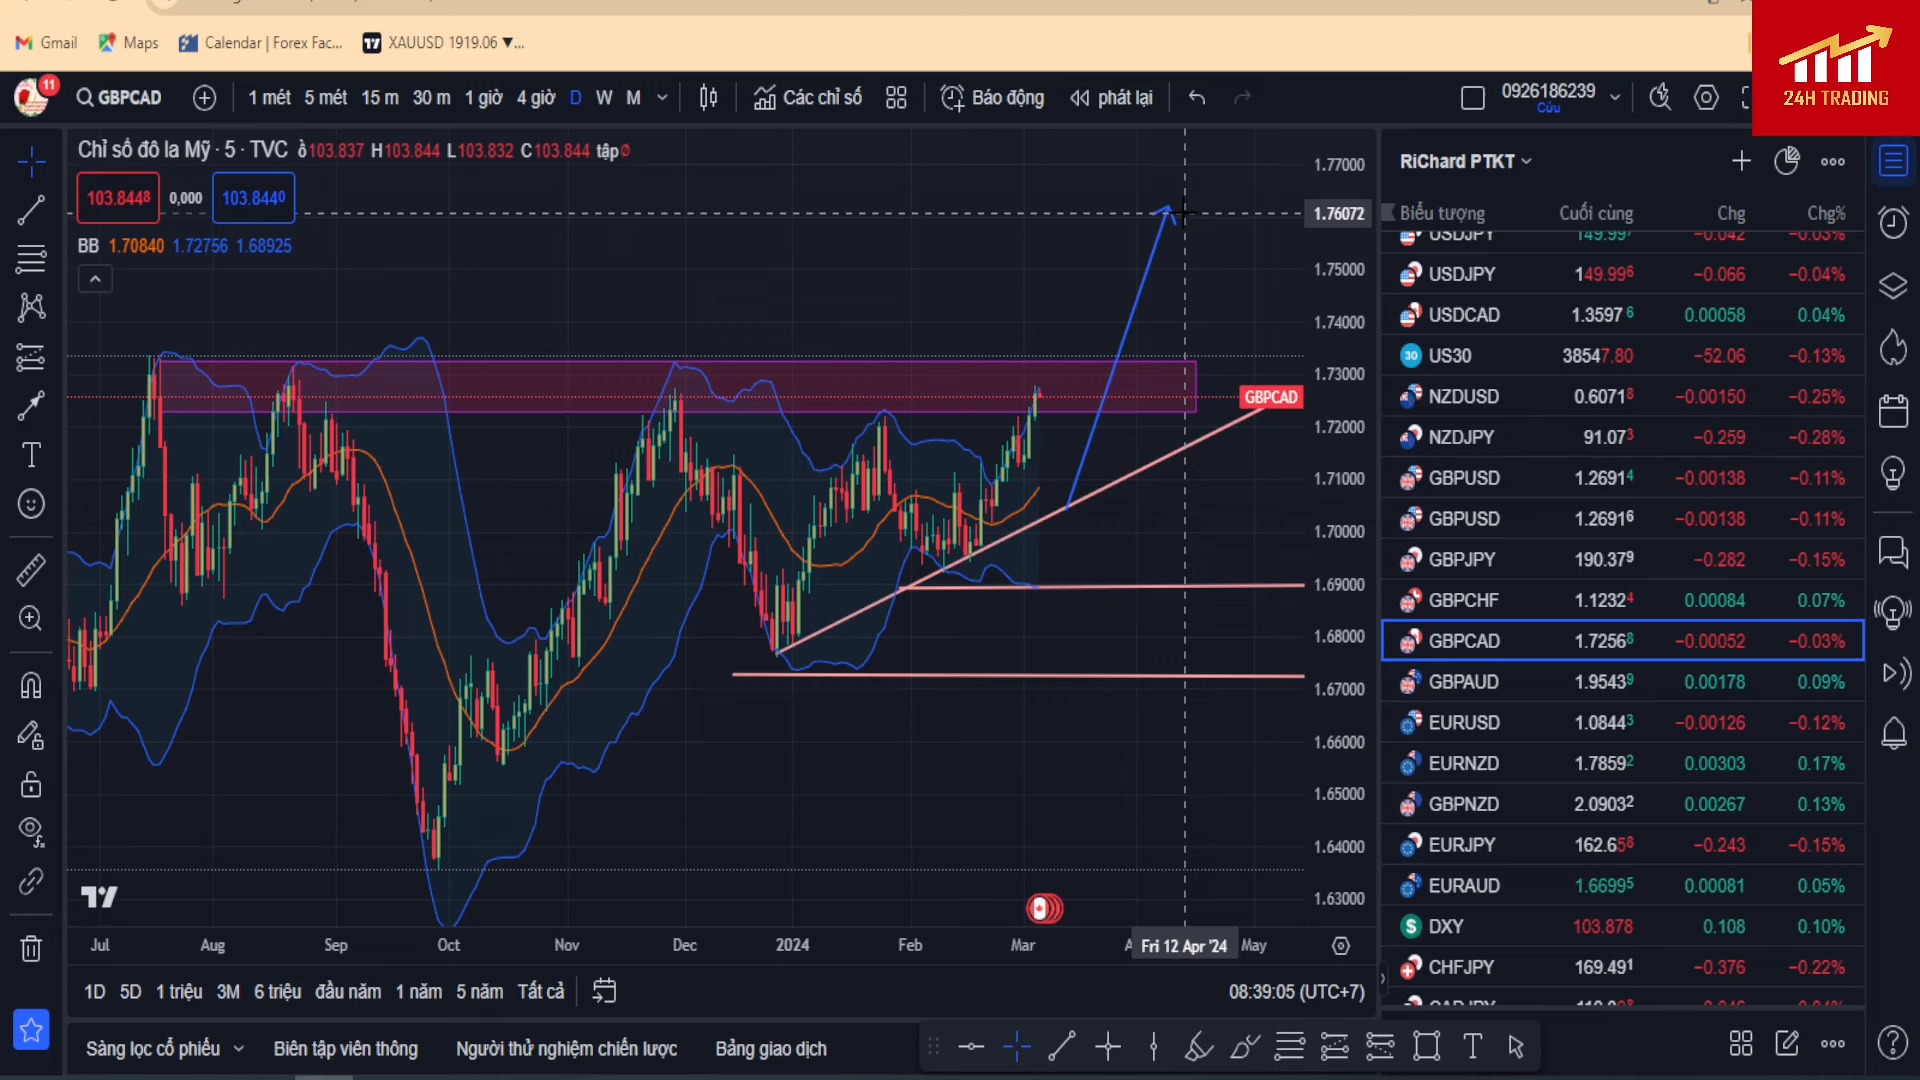 Gmail Maps Calendar | Forex Fac... XAUUSD 1919.06 ▼...
24H TRADING
11 GBPCAD 1 mét 5 mét 15 m 30 m 1 giờ 4 giờ D W M Các chỉ số Báo động phát lại 0926186239
Cứu
Chỉ số đô la Mỹ · 5 · TVC ồ103.837 H103.844 L103.832 C103.844 tập∅
103.8448 0,000 103.8440
BB 1.70840 1.72756 1.68925
1.77000
1.76072
1.75000
1.74000
1.73000
GBPCAD
1.72000
1.71000
1.70000
1.69000
1.68000
1.67000
1.66000
1.65000
1.64000
1.63000
Jul Aug Sep Oct Nov Dec 2024 Feb Mar A Fri 12 Apr '24 May
1D 5D 1 triệu 3M 6 triệu đầu năm 1 năm 5 năm Tất cả 08:39:05 (UTC+7)
Sàng lọc cổ phiếu Biên tập viên thông Người thử nghiệm chiến lược Bảng giao dịch
RiChard PTKT
Biểu tượng Cuối cùng Chg Chg%
USDJPY 149.997 −0.042 −0.03%
USDJPY 149.996 −0.066 −0.04%
USDCAD 1.35976 0.00058 0.04%
30 US30 38547.80 −52.06 −0.13%
NZDUSD 0.60718 −0.00150 −0.25%
NZDJPY 91.073 −0.259 −0.28%
GBPUSD 1.26914 −0.00138 −0.11%
GBPUSD 1.26916 −0.00138 −0.11%
GBPJPY 190.379 −0.282 −0.15%
GBPCHF 1.12324 0.00084 0.07%
GBPCAD 1.72568 −0.00052 −0.03%
GBPAUD 1.95439 0.00178 0.09%
EURUSD 1.08443 −0.00126 −0.12%
EURNZD 1.78592 0.00303 0.17%
GBPNZD 2.09032 0.00267 0.13%
EURJPY 162.658 −0.243 −0.15%
EURAUD 1.66995 0.00081 0.05%
DXY 103.878 0.108 0.10%
CHFJPY 169.491 −0.376 −0.22%